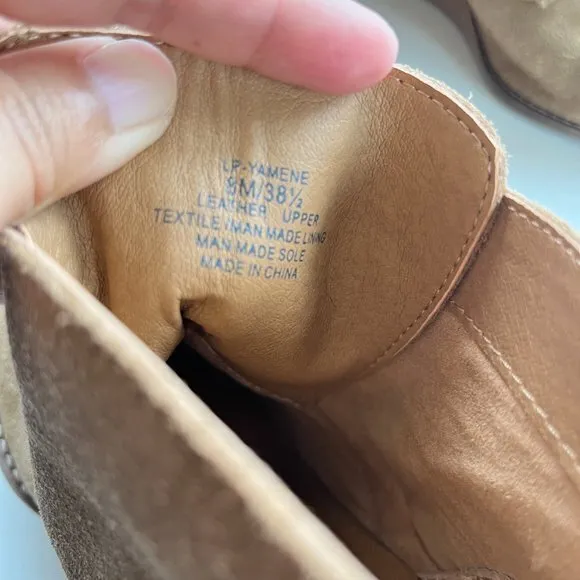 LP-YAMENE
8M/38½
LEATHER UPPER
TEXTILE/MAN MADE LINING
MAN MADE SOLE
MADE IN CHINA